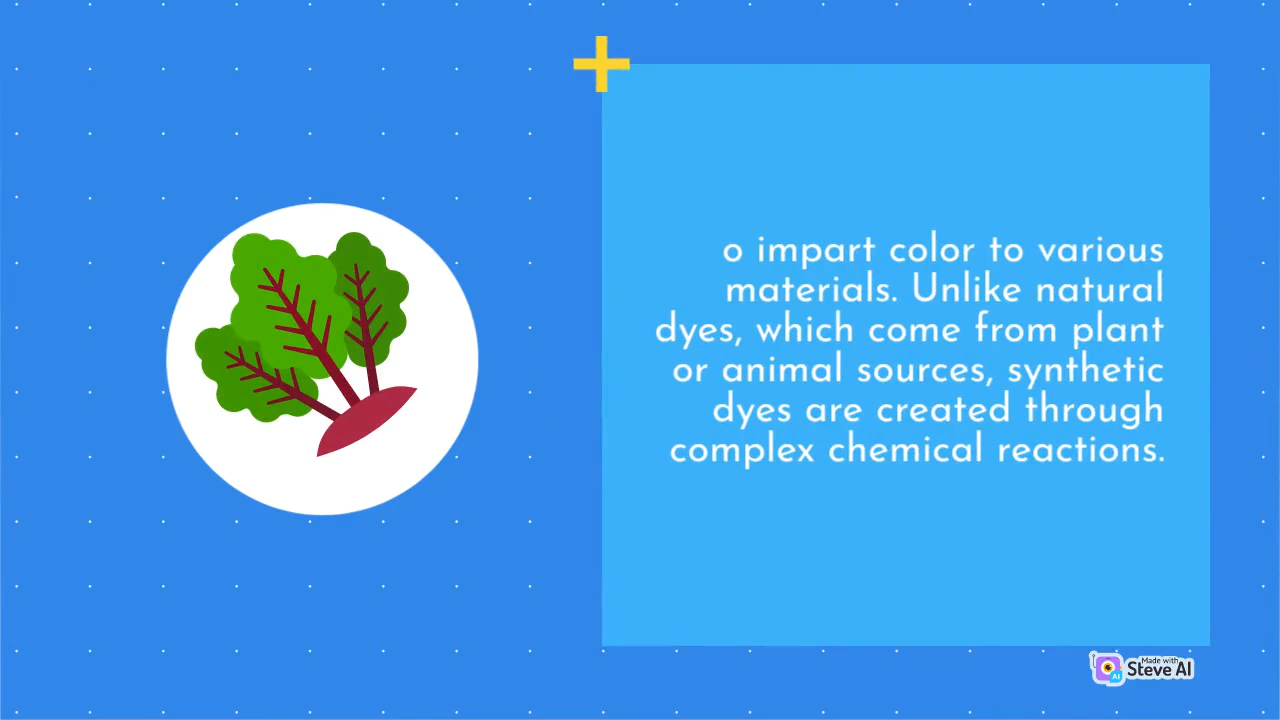 o impart color to various
materials. Unlike natural
dyes, which come from plant
or animal sources, synthetic
dyes are created through
complex chemical reactions.
Made with
Steve AI
AI